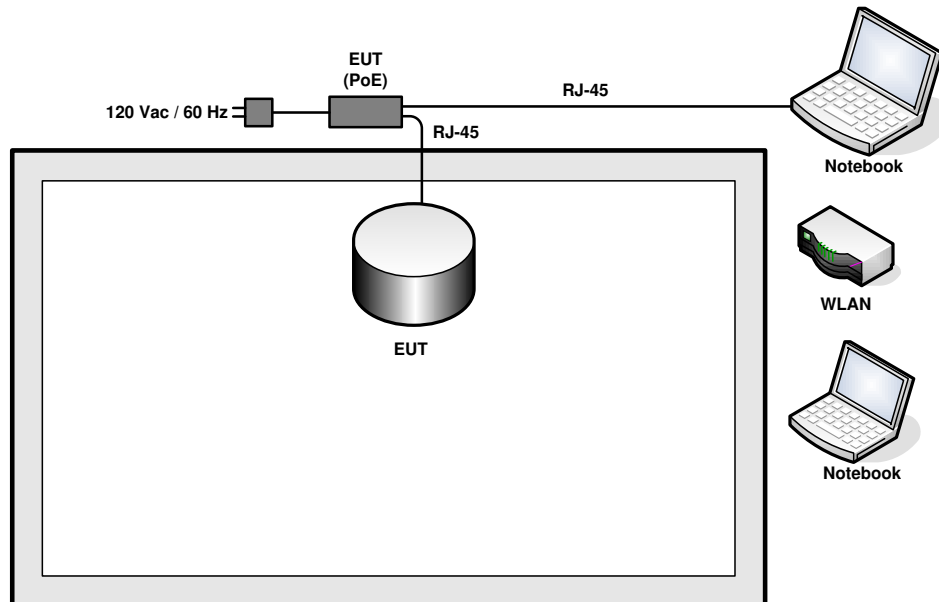 EUT
(PoE)
120 Vac / 60 Hz
RJ-45
RJ-45
Notebook
WLAN
EUT
Notebook